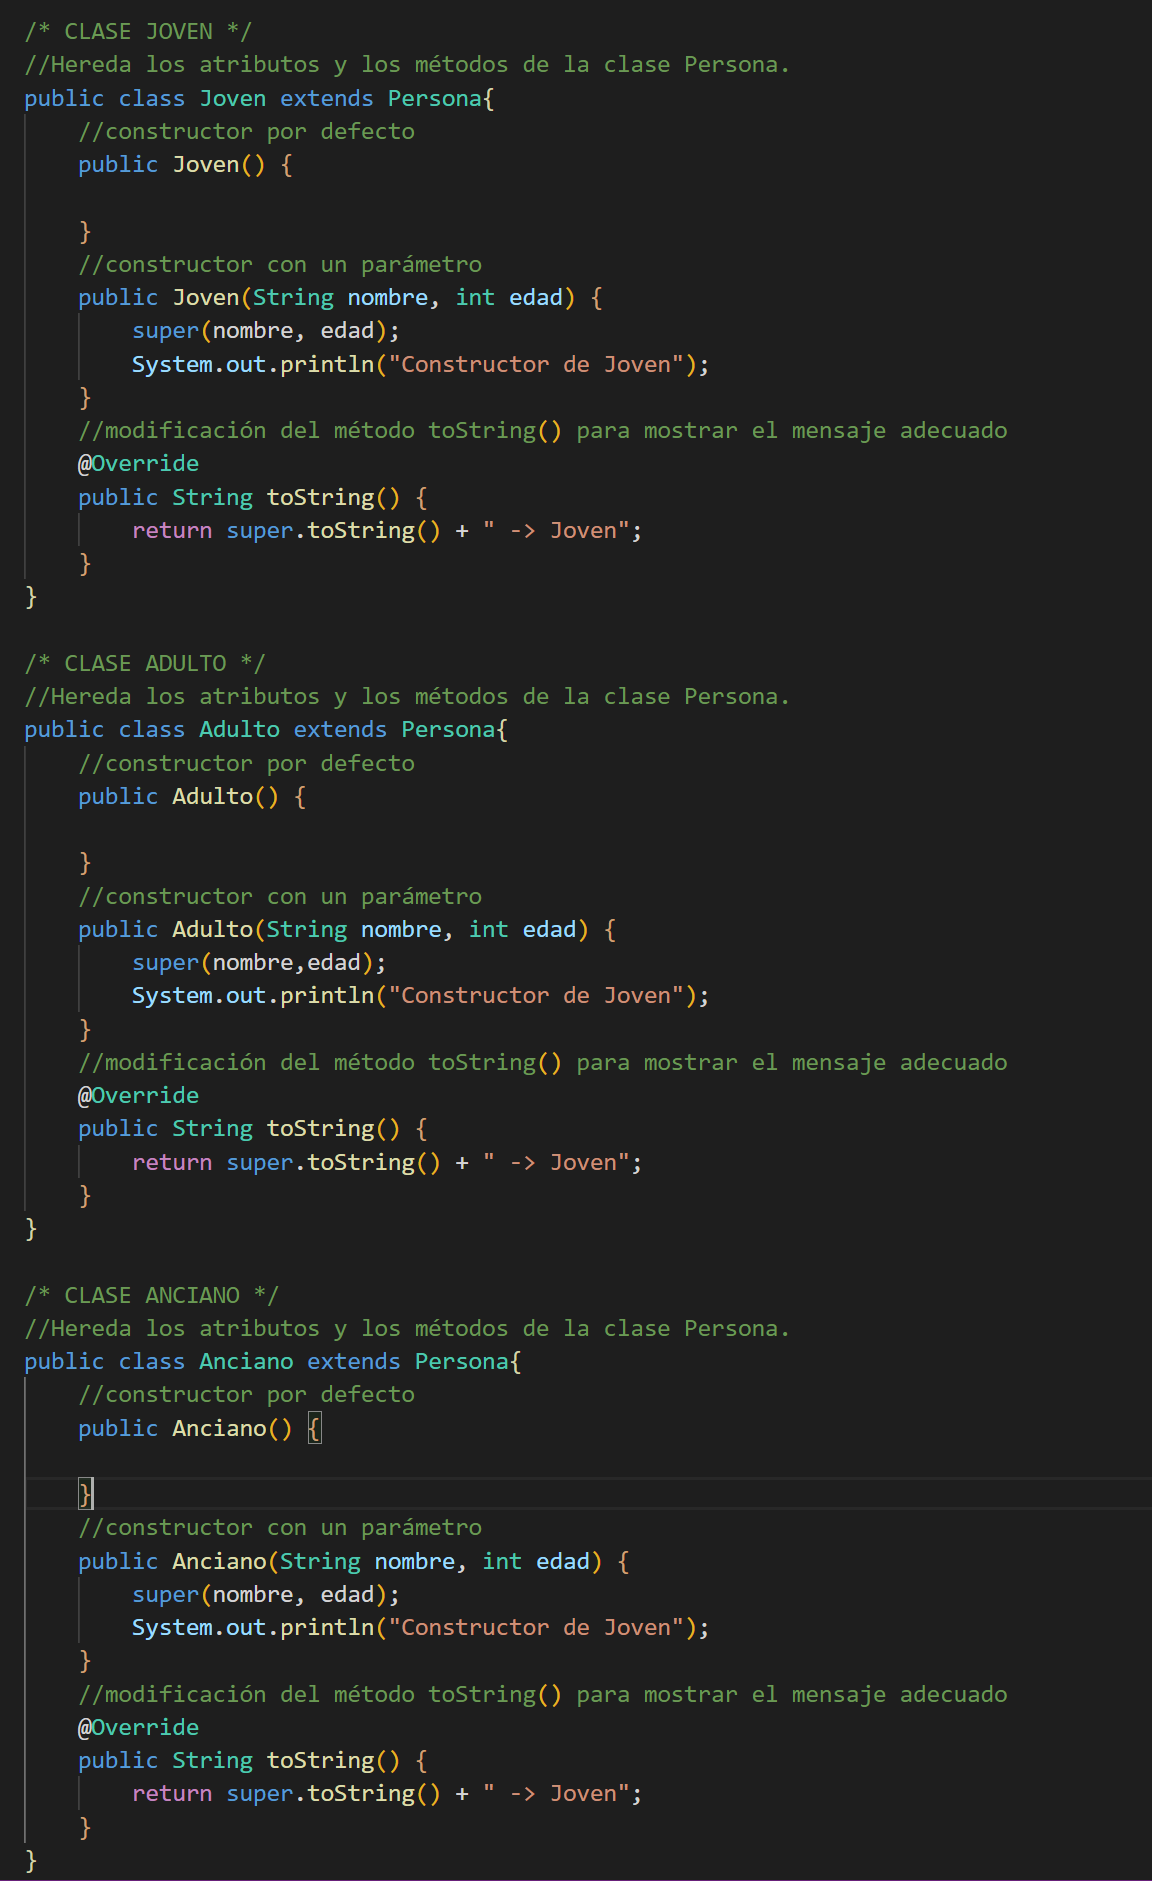 /* CLASE JOVEN */
//Hereda los atributos y los métodos de la clase Persona.
public class Joven extends Persona{
    //constructor por defecto
    public Joven() {

    }
    //constructor con un parámetro
    public Joven(String nombre, int edad) {
        super(nombre, edad);
        System.out.println("Constructor de Joven");
    }
    //modificación del método toString() para mostrar el mensaje adecuado
    @Override
    public String toString() {
        return super.toString() + " -> Joven";
    }
}

/* CLASE ADULTO */
//Hereda los atributos y los métodos de la clase Persona.
public class Adulto extends Persona{
    //constructor por defecto
    public Adulto() {

    }
    //constructor con un parámetro
    public Adulto(String nombre, int edad) {
        super(nombre,edad);
        System.out.println("Constructor de Joven");
    }
    //modificación del método toString() para mostrar el mensaje adecuado
    @Override
    public String toString() {
        return super.toString() + " -> Joven";
    }
}

/* CLASE ANCIANO */
//Hereda los atributos y los métodos de la clase Persona.
public class Anciano extends Persona{
    //constructor por defecto
    public Anciano() {

    }
    //constructor con un parámetro
    public Anciano(String nombre, int edad) {
        super(nombre, edad);
        System.out.println("Constructor de Joven");
    }
    //modificación del método toString() para mostrar el mensaje adecuado
    @Override
    public String toString() {
        return super.toString() + " -> Joven";
    }
}